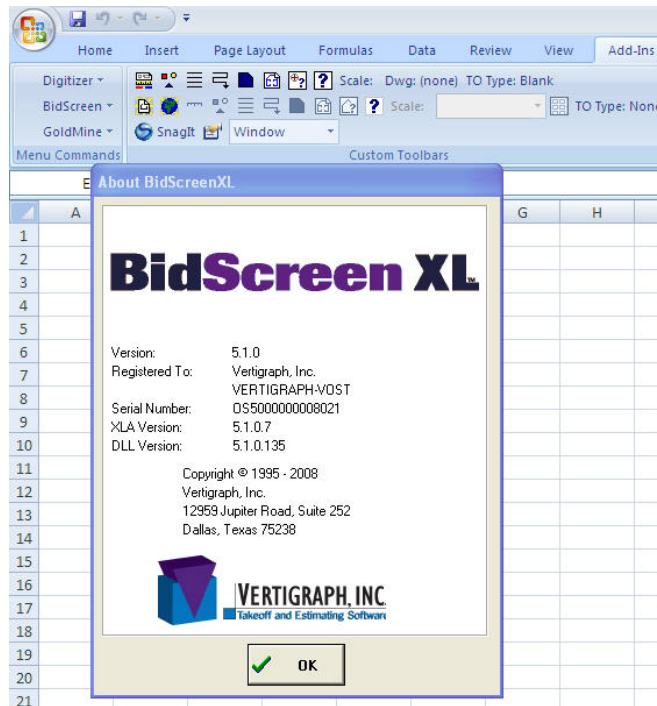 Home Insert Page Layout Formulas Data Review View Add-Ins
Digitizer Scale: Dwg: (none) TO Type: Blank
BidScreen Scale: TO Type: None
GoldMine SnagIt Window
Menu Commands Custom Toolbars
E
About BidScreenXL
A G H
1
2
3
4
5
6
7
8
9
10
11
12
13
14
15
16
17
18
19
20
21
BidScreen XL™
Version: 5.1.0
Registered To: Vertigraph, Inc.
VERTIGRAPH-VOST
Serial Number: OS5000000008021
XLA Version: 5.1.0.7
DLL Version: 5.1.0.135
Copyright © 1995 - 2008
Vertigraph, Inc.
12959 Jupiter Road, Suite 252
Dallas, Texas 75238
VERTIGRAPH, INC.
Takeoff and Estimating Software
OK